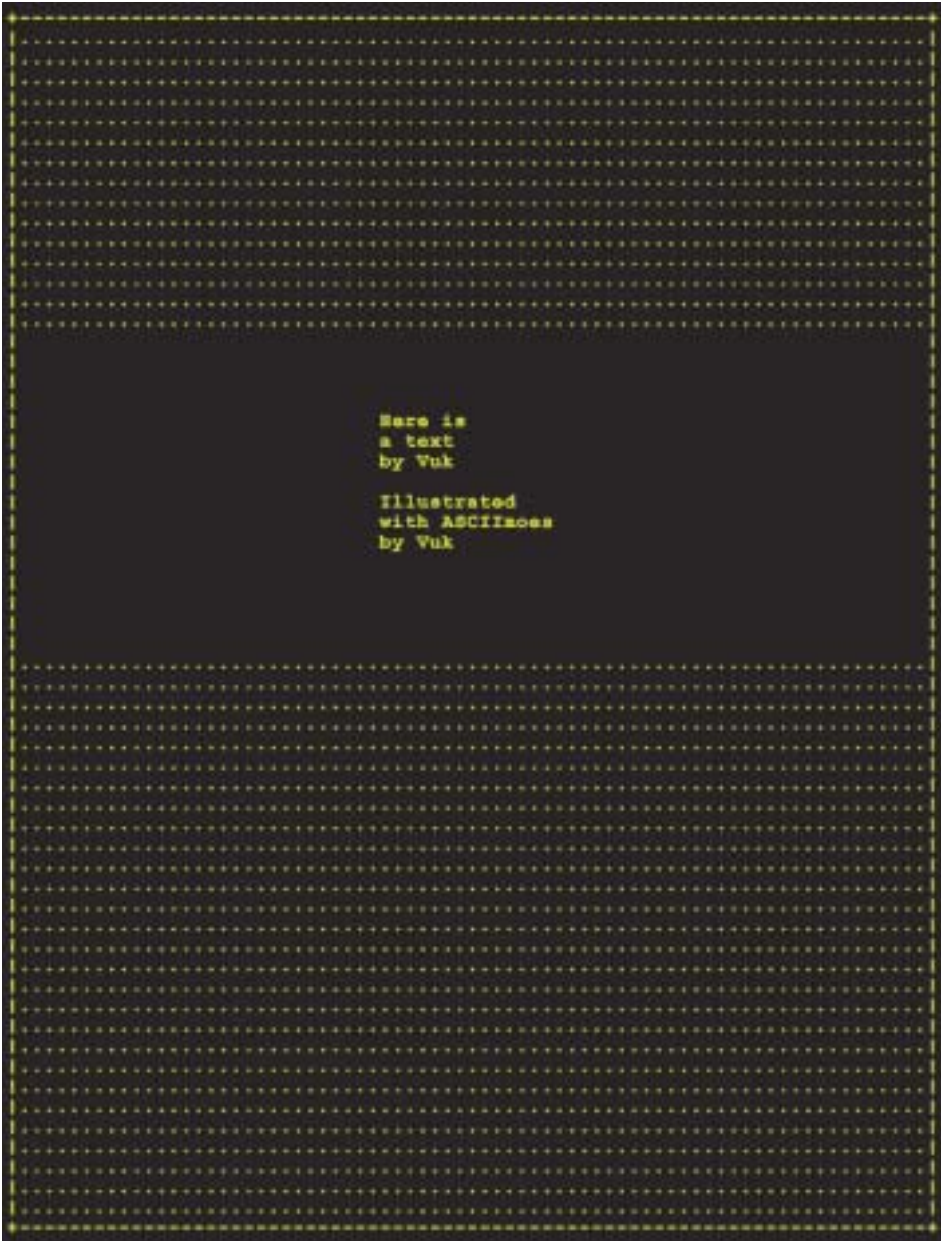 Here is
a text
by Vuk
Illustrated
with ASCIImoes
by Vuk